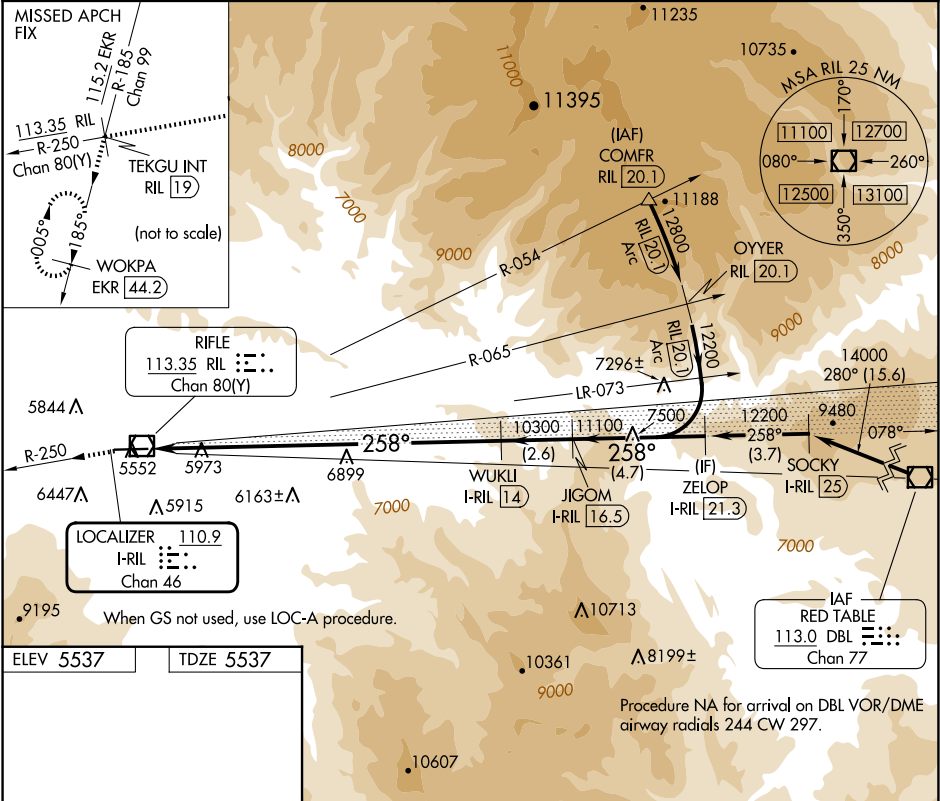 MISSED APCH
FIX
115.2 EKR
R-185
Chan 99
113.35 RIL
R-250
Chan 80(Y)
TEKGU INT
RIL 19
005°
185°
(not to scale)
WOKPA
EKR 44.2
11235
11000
10735
11395
8000
7000
9000
(IAF)
COMFR
RIL 20.1
11188
12800
RIL 20.1
Arc
R-054
OYYER
RIL 20.1
MSA RIL 25 NM
170°
11100
12700
080°
260°
12500
13100
350°
8000
9000
R-065
RIL 20.1
Arc
12200
7296±
LR-073
RIFLE
113.35 RIL
Chan 80(Y)
14000
280° (15.6)
5844
R-250
5552
5973
258°
6899
10300
(2.6)
11100
7500
258°
(4.7)
12200
258°
(3.7)
9480
078°
6447
5915
6163±
7000
WUKLI
I-RIL 14
JIGOM
I-RIL 16.5
(IF)
ZELOP
I-RIL 21.3
SOCKY
I-RIL 25
LOCALIZER 110.9
I-RIL
Chan 46
7000
9195
When GS not used, use LOC-A procedure.
10713
IAF
RED TABLE
113.0 DBL
Chan 77
ELEV 5537
TDZE 5537
10361
9000
8199±
Procedure NA for arrival on DBL VOR/DME
airway radials 244 CW 297.
10607